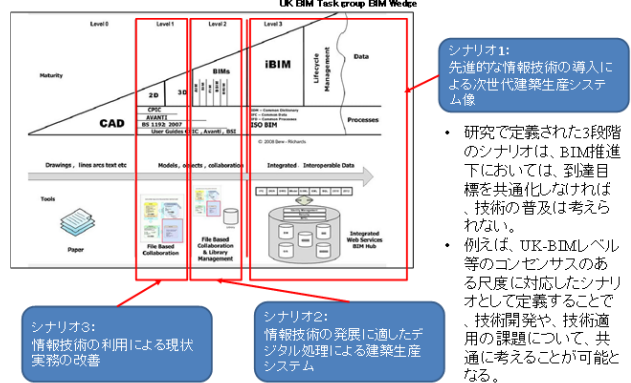 UK BIM Task group BIM Wedge
Level 0
Level 1
Level 2
Level 3
Maturity
CAD
2D
3D
BIMs
iBIM
Lifecycle
Management
Data
Processes
CPIC
AVANTI
BS 1192: 2007
User Guides CPIC, Avanti, BSI
ISO BIM
© 2008 Bew - Richards
Drawings, lines arcs text etc
Models, objects, collaboration
Integrated, Interoperable Data
Tools
Paper
File Based
Collaboration
File Based
Collaboration
& Library
Management
Integrated
Web Services
BIM Hub
シナリオ1:
先進的な情報技術の導入に
よる次世代建築生産システ
ム像
• 研究で定義された3段階
のシナリオは、BIM推進
下においては、到達目
標を共通化しなければ
、技術の普及は考えら
れない。
• 例えば、UK-BIMレベル
等のコンセンサスのあ
る尺度に対応したシナリ
オとして定義することで
、技術開発や、技術適
用の課題について、共
通に考えることが可能と
なる。
シナリオ3:
情報技術の利用による現状
実務の改善
シナリオ2:
情報技術の発展に適したデ
ジタル処理による建築生産
システム